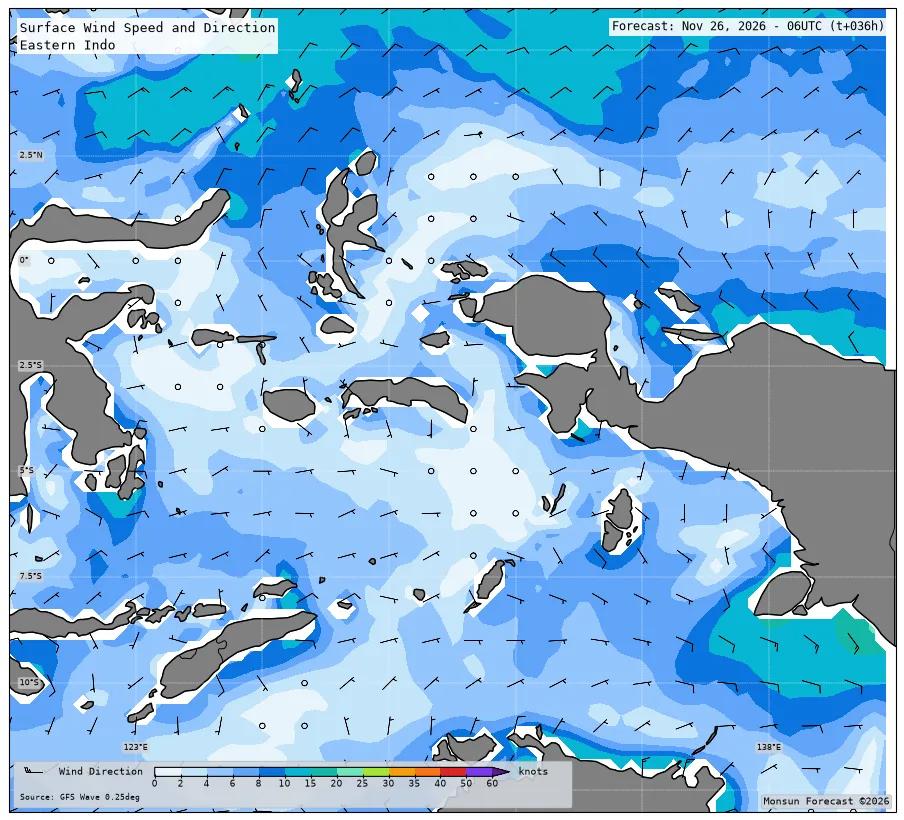 Surface Wind Speed and Direction
Eastern Indo
Forecast: Nov 26, 2026 - 06UTC (t+036h)
2.5°N
0°
2.5°S
5°S
7.5°S
10°S
123°E
138°E
Wind Direction
knots
0 2 4 6 8 10 15 20 25 30 35 40 50 60
Source: GFS Wave 0.25deg
Monsun Forecast ©2026